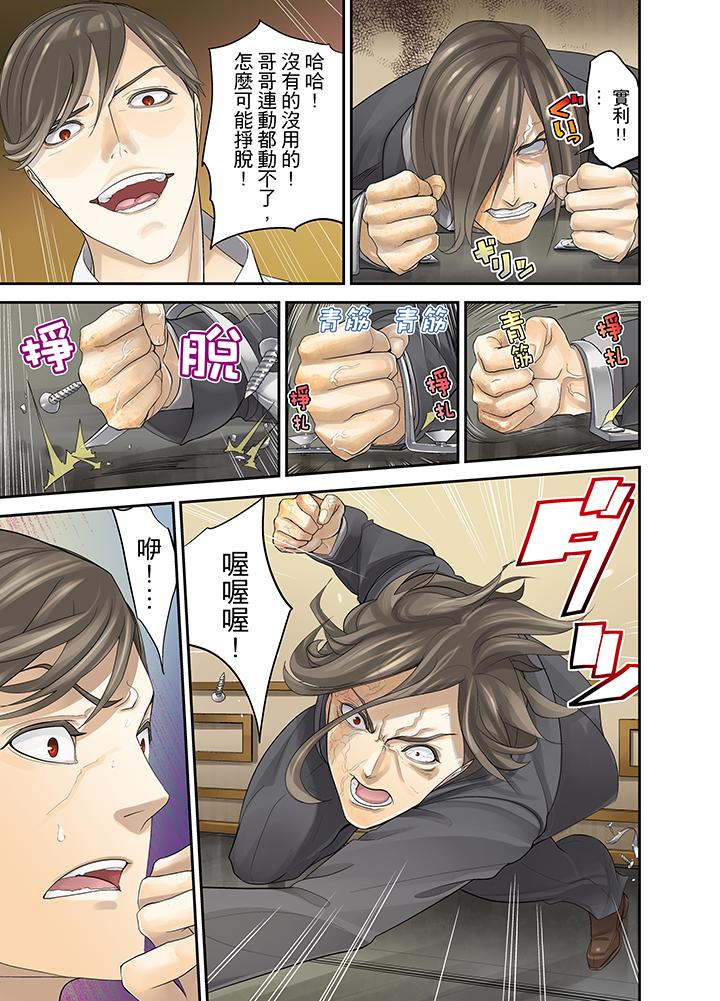 實利!!
…
ぐいっ
ギリッ
哈哈！
沒有的沒用的！
哥哥連動都動不了，
怎麼可能掙脫！
青筋
掙扎
青筋
青筋
掙扎
掙扎
掙
脫
ダンッ
喔喔喔！
咿！…